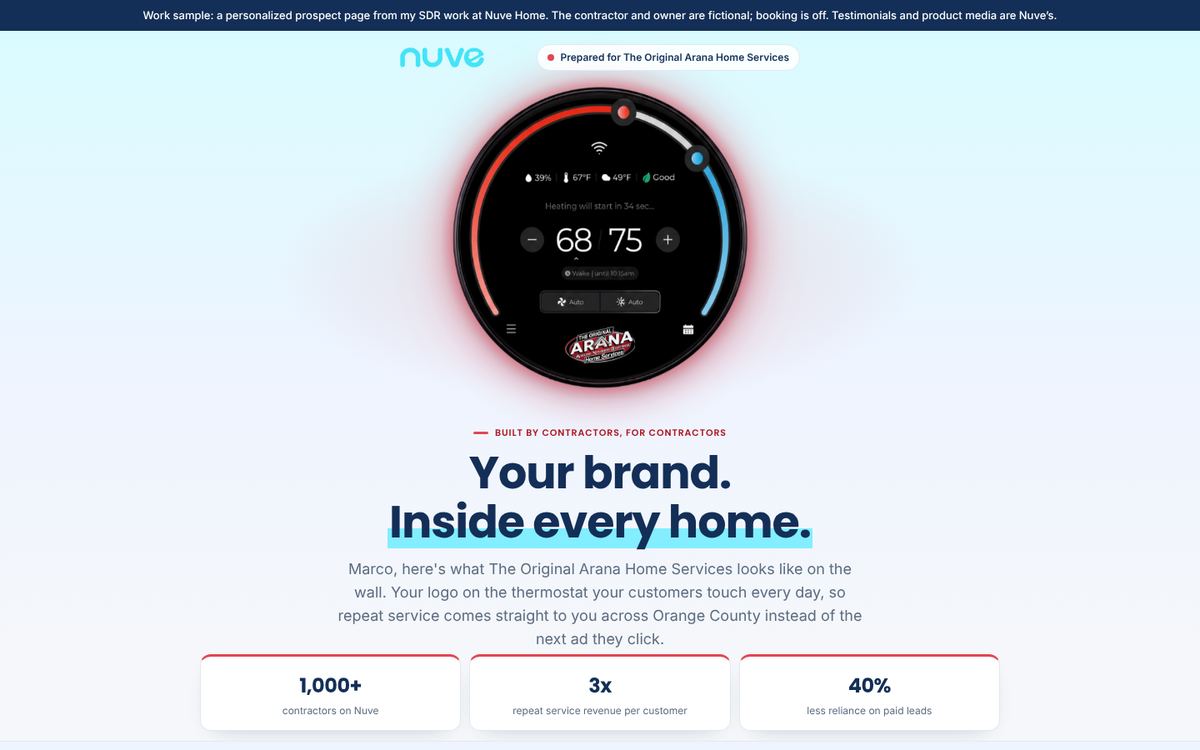 Work sample: a personalized prospect page from my SDR work at Nuve Home. The contractor and owner are fictional; booking is off. Testimonials and product media are Nuve's.
nuve
Prepared for The Original Arana Home Services
39% 67°F 49°F Good
Heating will start in 34 sec...
68 75
Wake | until 10:15am
Auto Auto
THE ORIGINAL
ARANA
Home Services
BUILT BY CONTRACTORS, FOR CONTRACTORS
Your brand.
Inside every home.
Marco, here's what The Original Arana Home Services looks like on the
wall. Your logo on the thermostat your customers touch every day, so
repeat service comes straight to you across Orange County instead of the
next ad they click.
1,000+
contractors on Nuve
3x
repeat service revenue per customer
40%
less reliance on paid leads